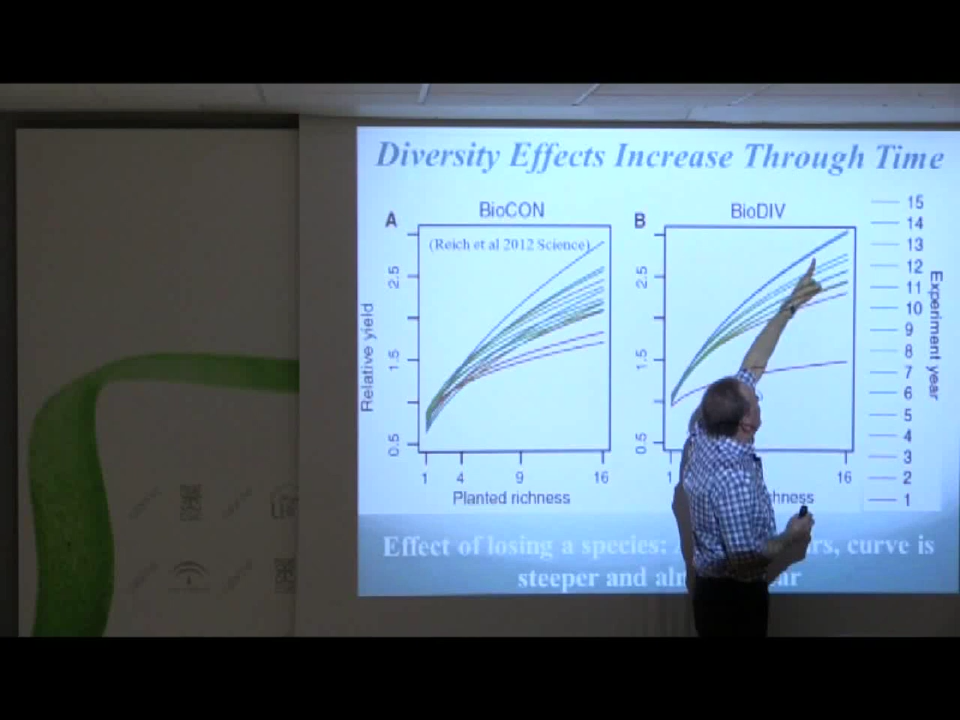 Diversity Effects Increase Through Time
A
BioCON
(Reich et al 2012 Science)
Relative yield
2.5
1.5
0.5
1 4 9 16
Planted richness
B
BioDIV
2.5
1.5
0.5
1 16
hness
15
14
13
12
11
10
9
8
7
6
5
4
3
2
1
Experiment year
Effect of losing a species: rs, curve is
steeper and al r